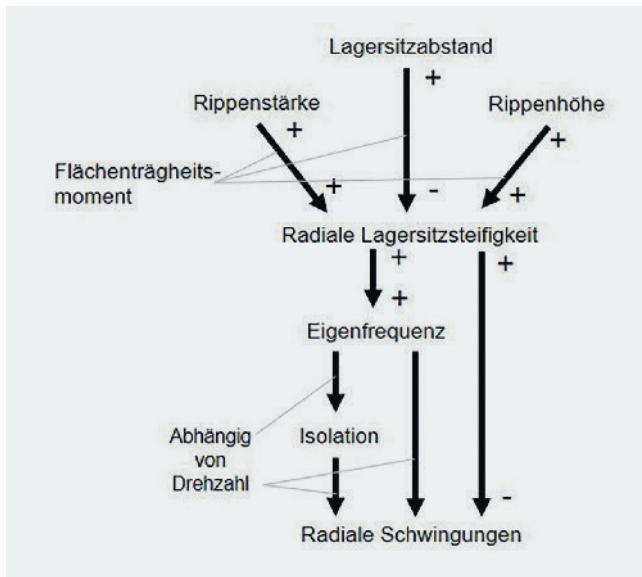 Lagersitzabstand
+
Rippenstärke
Rippenhöhe
+
+
Flächenträgheits-
moment
+
-
+
Radiale Lagersitzsteifigkeit
+
+
+
Eigenfrequenz
Abhängig
von
Drehzahl
Isolation
-
Radiale Schwingungen